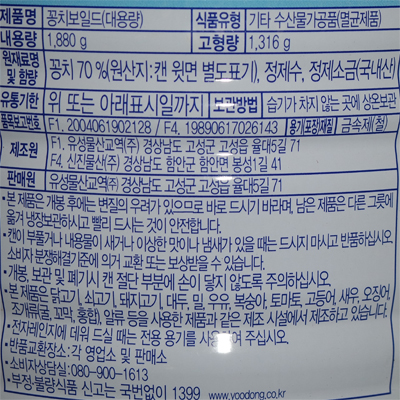 제품명 꽁치보일드(대용량) 식품유형 기타 수산물가공품(멸균제품)
내용량 1,880 g 고형량 1,316 g
원재료명 및 함량 꽁치 70 %(원산지: 캔 윗면 별도표기), 정제수, 정제소금(국내산)
유통기한 위 또는 아래표시일까지 보관방법 습기가 차지 않는 곳에 상온보관
품목보고번호 F1. 2004061902128 / F4. 19890617026143 용기(포장)재질 금속제(철)
제조원 F1. 유성물산교역㈜ 경상남도 고성군 고성읍 율대5길 71
F4. 신진물산㈜ 경상남도 함안군 함안면 봉성1길 41
판매원 유성물산교역㈜ 경상남도 고성군 고성읍 율대5길 71
• 본 제품은 개봉 후에는 변질의 우려가 있으므로 바로 드시기 바라며, 남은 제품은 다른 그릇에
옮겨 냉장보관하시고 빨리 드시는 것이 안전합니다.
• 캔이 부풀거나 내용물이 새거나 이상한 맛이나 냄새가 있을 때는 드시지 마시고 반품하십시오
소비자 분쟁해결기준에 의거 교환 또는 보상받을 수 있습니다.
• 개봉, 보관 및 폐기시 캔 절단 부분에 손이 닿지 않도록 주의하십시오.
• 본 제품은 닭고기, 쇠고기, 돼지고기, 대두, 밀, 우유, 복숭아, 토마토, 고등어, 새우, 오징어,
조개류(굴, 꼬막, 홍합), 알류 등을 사용한 제품과 같은 제조 시설에서 제조하고 있습니다.
• 전자레인지에 데워 드실 때는 전용 용기를 사용하여 주십시오.
• 반품교환장소: 각 영업소 및 판매소
• 소비자상담실: 080-900-1613
• 부정·불량식품 신고는 국번없이 1399 www.yoodong.co.kr